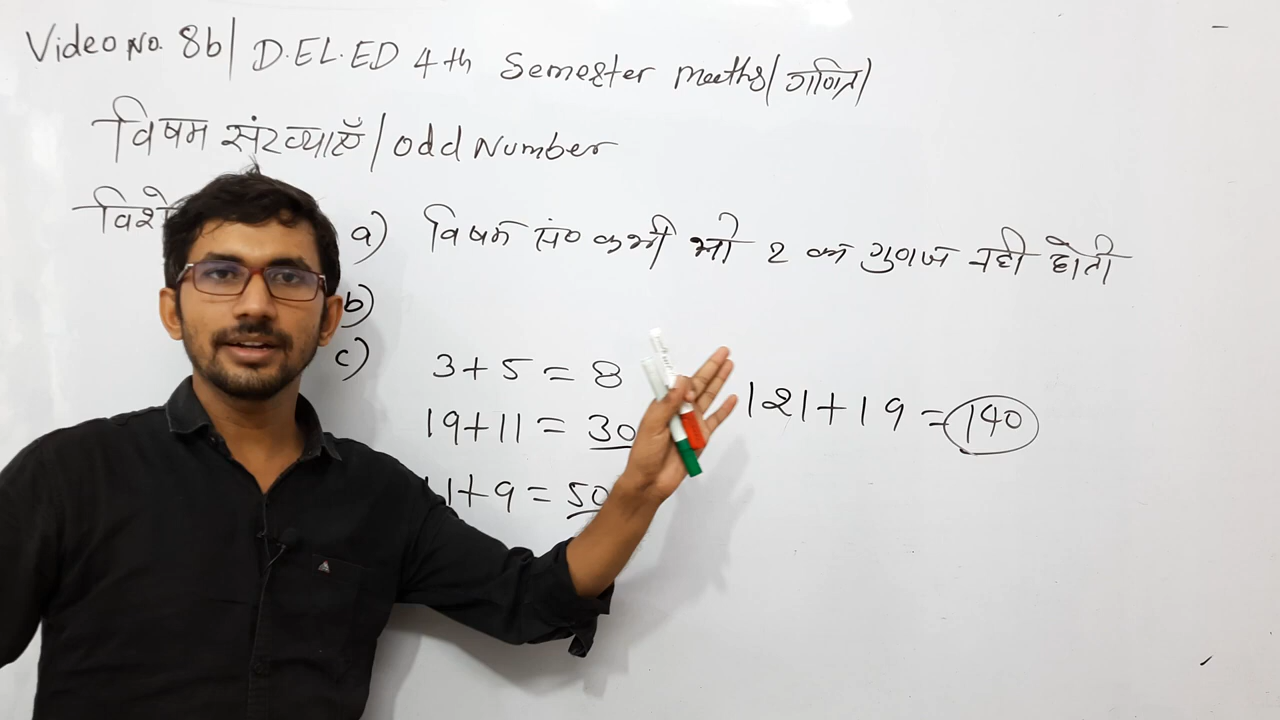 Video No. 8b | D.EL.ED 4th Semester Maths / गणित /
विषम संख्याएँ / odd Number
विशे
a) विषम सं० कभी भी 2 का गुणज नही होती
b)
c) 3+5=8
19+11=30
1+9=50
121+19=140